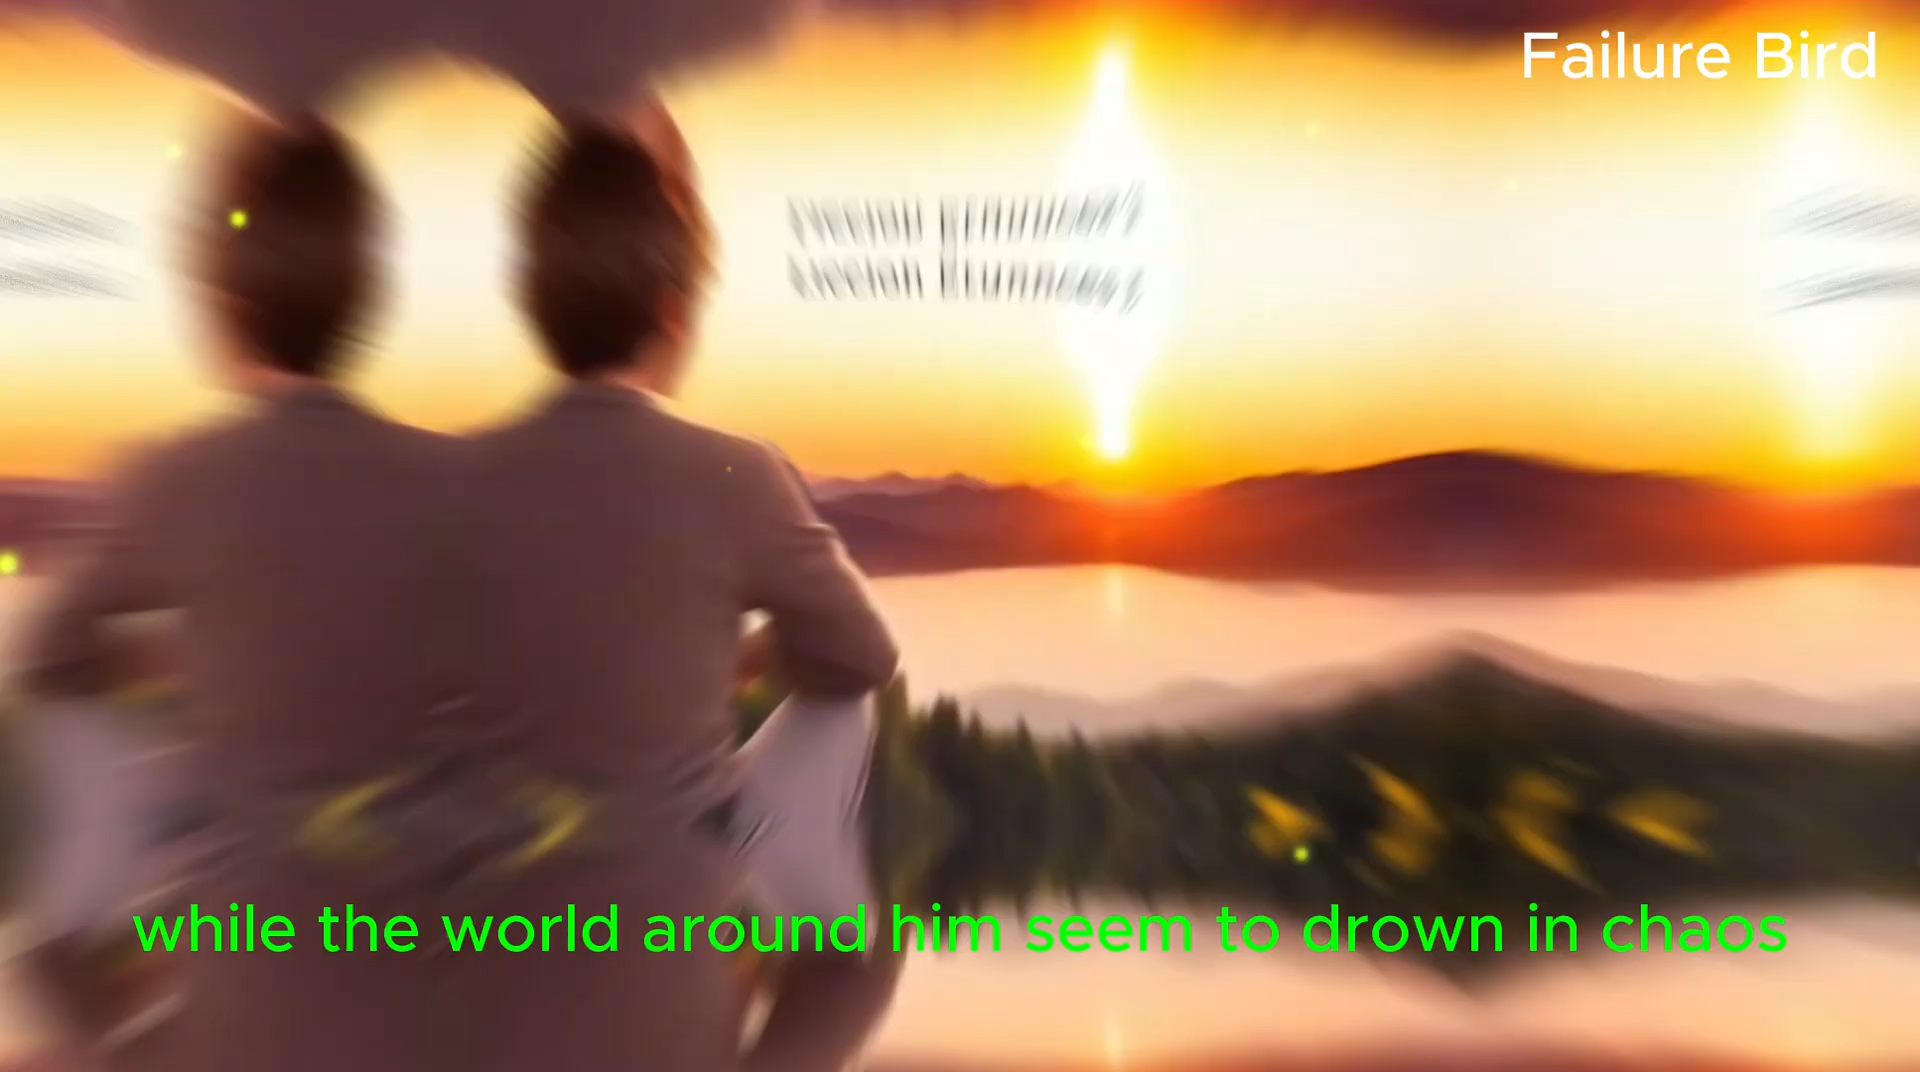 Failure Bird
while the world around him seem to drown in chaos